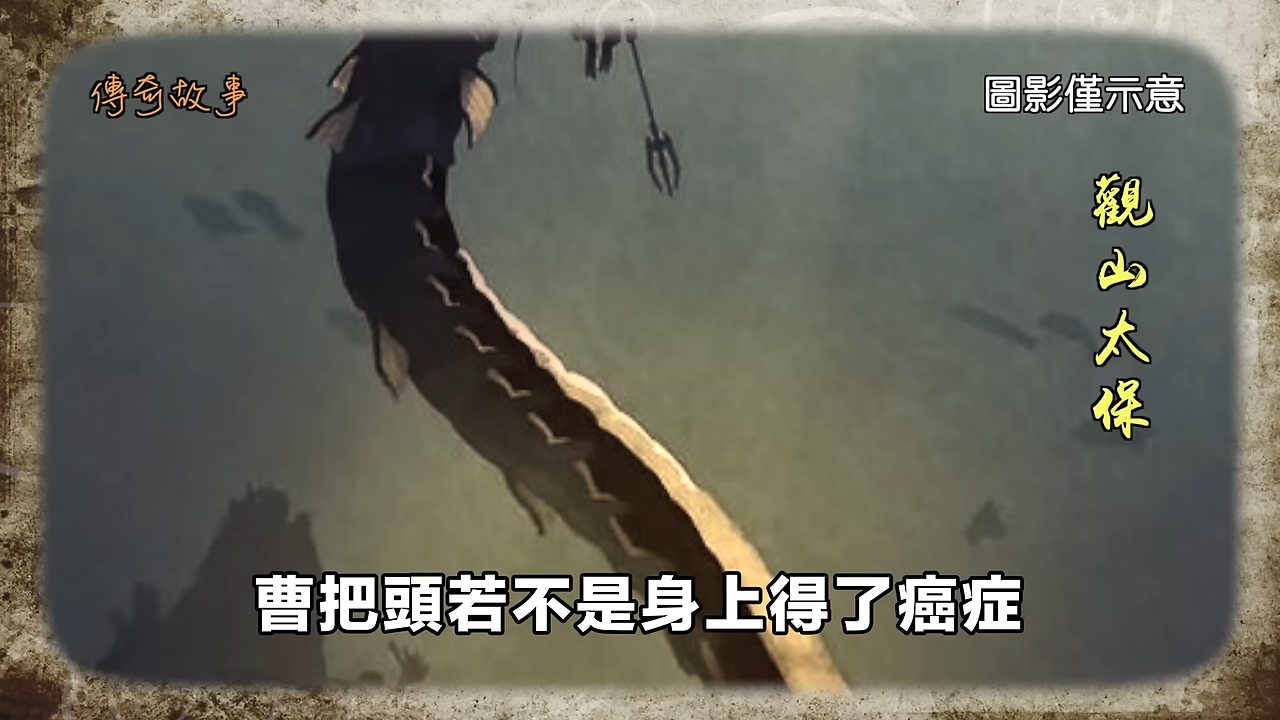 傳奇故事
圖影僅示意
觀山太保
曹把頭若不是身上得了癌症